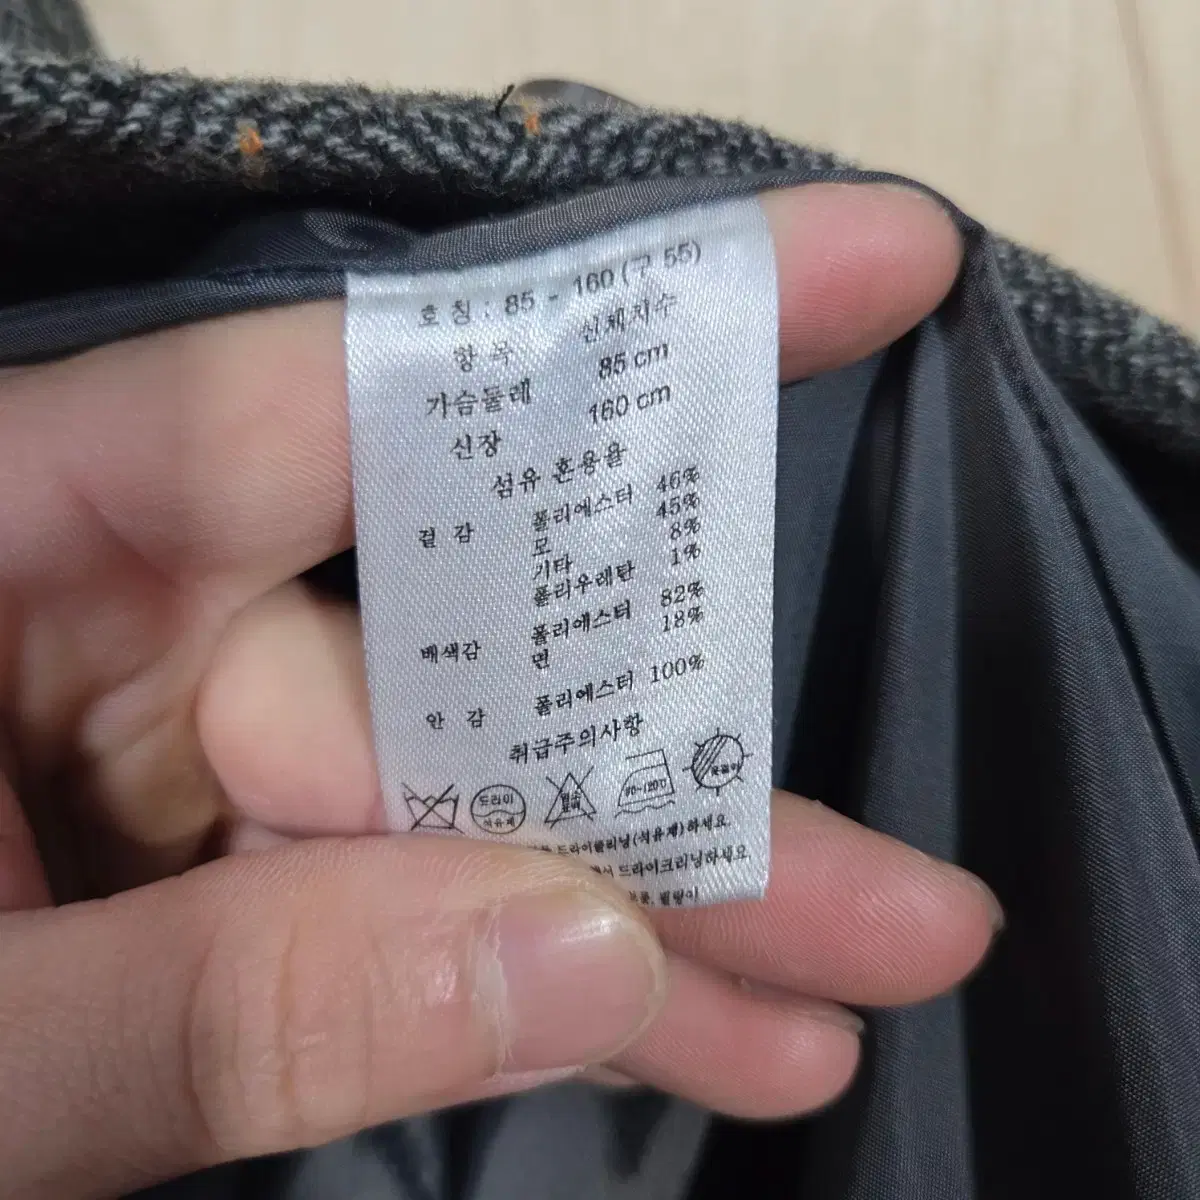 호 칭 : 85 - 160 (구 55)
항 목 신체치수
가슴둘레 85 cm
신장 160 cm
섬유 혼용율
겉 감 폴리에스터 46%
모 45%
기타 8%
폴리우레탄 1%
배색감 폴리에스터 82%
면 18%
안 감 폴리에스터 100%
취급주의사항
드라이
석유제
드라이클리닝(석유제)하세요.
에서 드라이크리닝하세요.